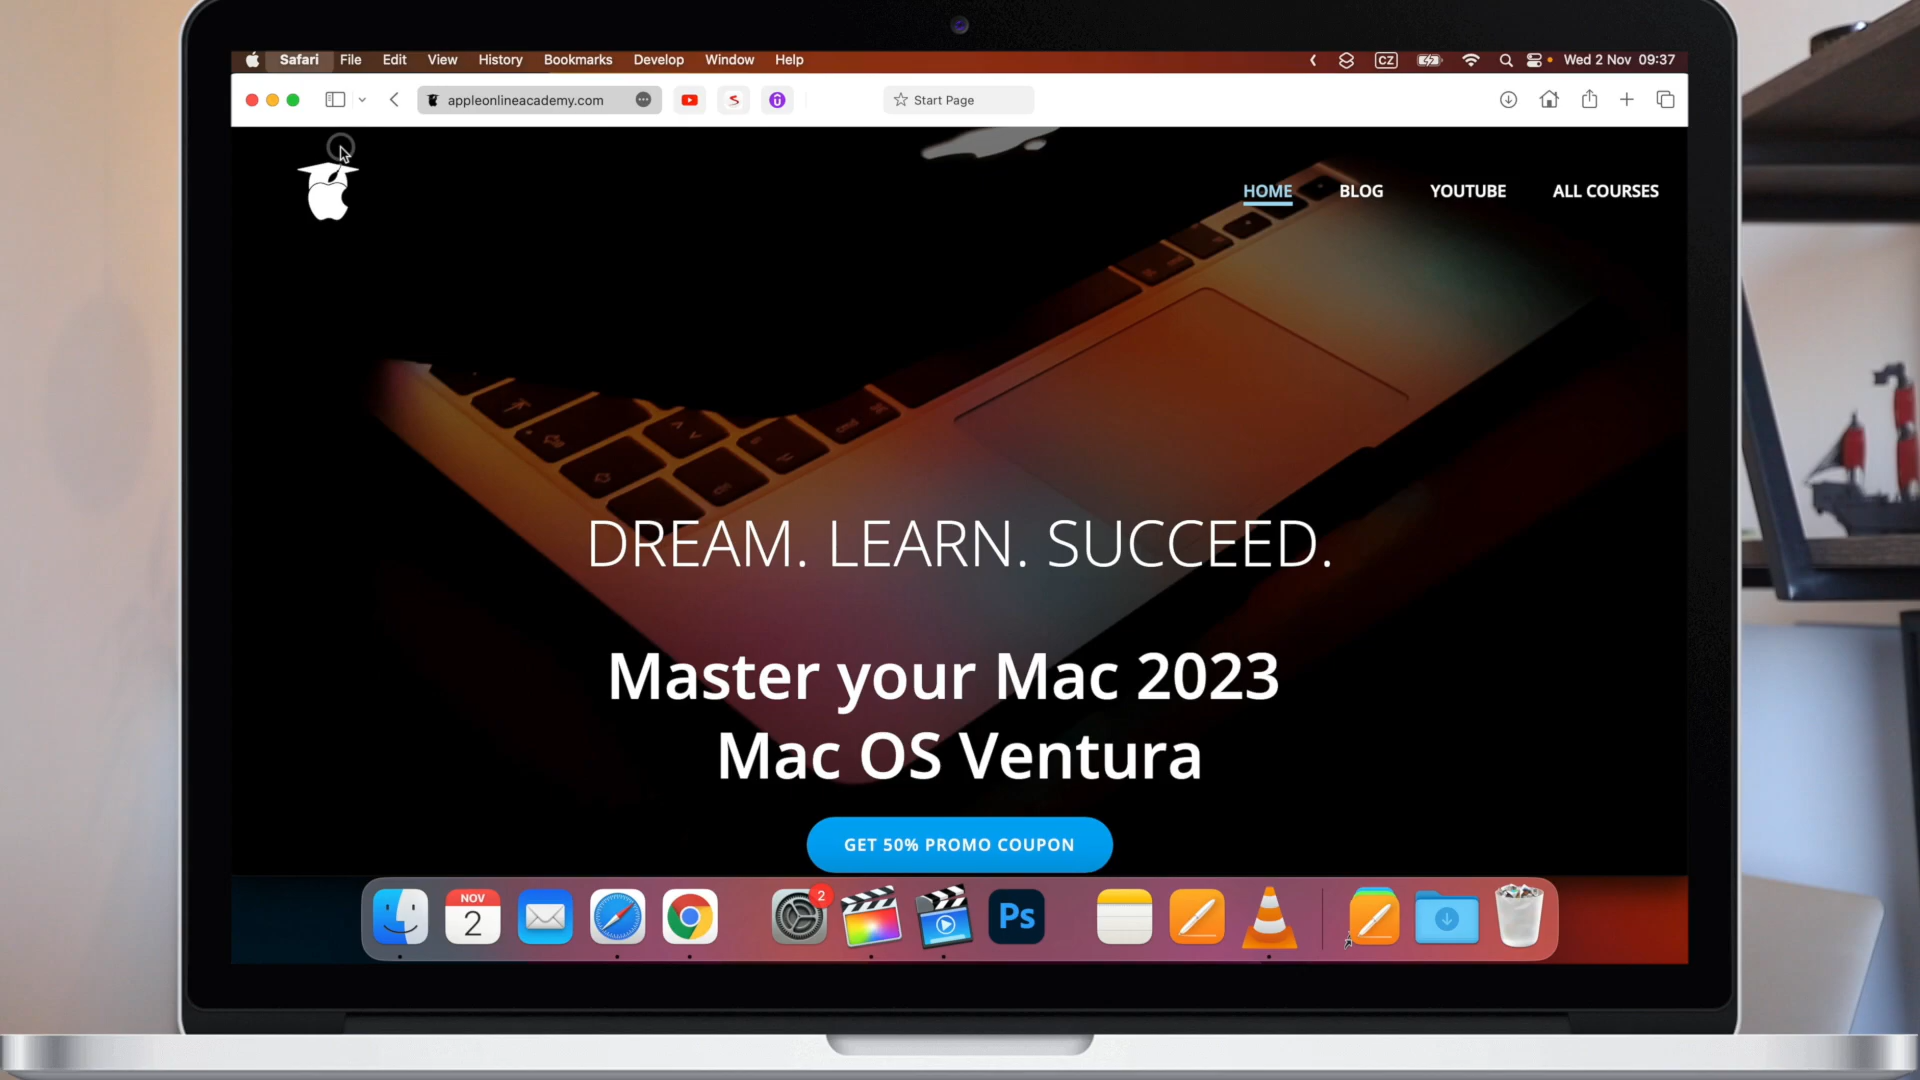 Safari File Edit View History Bookmarks Develop Window Help CZ Wed 2 Nov 09:37
appleonlineacademy.com S Start Page
HOME BLOG YOUTUBE ALL COURSES
cmd
ctrl
DREAM. LEARN. SUCCEED.
Master your Mac 2023
Mac OS Ventura
GET 50% PROMO COUPON
NOV
2
2
Ps